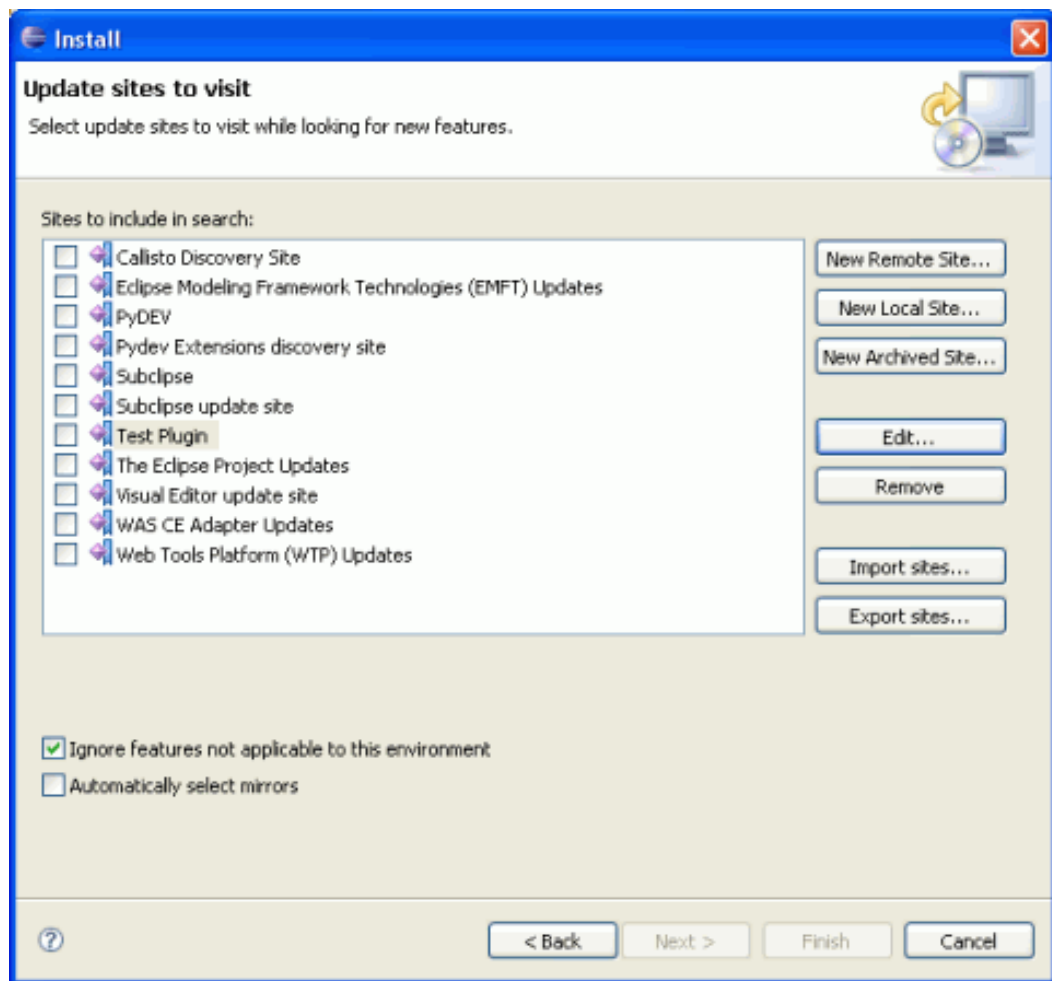 Install
Update sites to visit
Select update sites to visit while looking for new features.
Sites to include in search:
Callisto Discovery Site
Eclipse Modeling Framework Technologies (EMFT) Updates
PyDEV
Pydev Extensions discovery site
Subclipse
Subclipse update site
Test Plugin
The Eclipse Project Updates
Visual Editor update site
WAS CE Adapter Updates
Web Tools Platform (WTP) Updates
New Remote Site...
New Local Site...
New Archived Site...
Edit...
Remove
Import sites...
Export sites...
Ignore features not applicable to this environment
Automatically select mirrors
? < Back Next > Finish Cancel